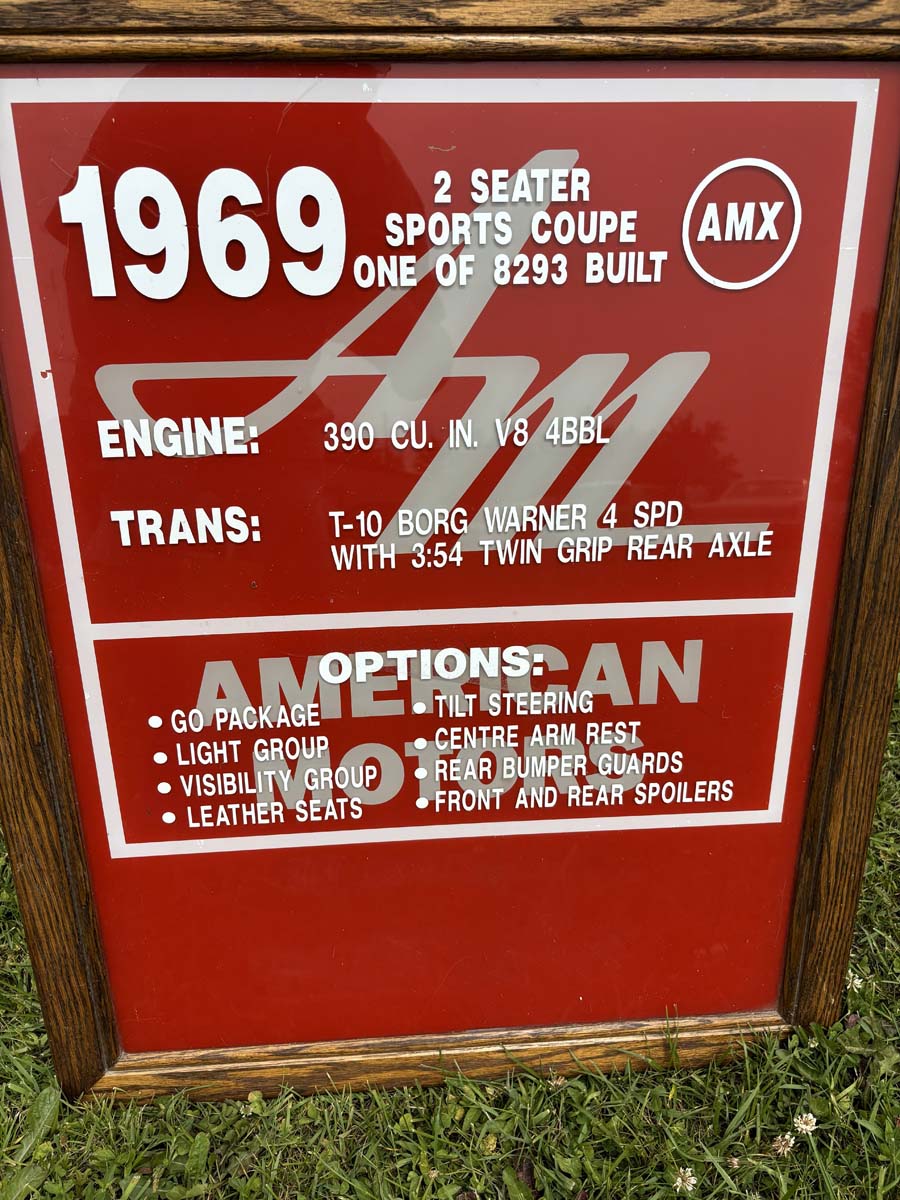 1969
2 SEATER
SPORTS COUPE
ONE OF 8293 BUILT
AMX
AM
ENGINE: 390 CU. IN. V8 4BBL
TRANS: T-10 BORG WARNER 4 SPD
WITH 3:54 TWIN GRIP REAR AXLE
AMERICAN
MOTORS
OPTIONS:
• GO PACKAGE
• LIGHT GROUP
• VISIBILITY GROUP
• LEATHER SEATS
• TILT STEERING
• CENTRE ARM REST
• REAR BUMPER GUARDS
• FRONT AND REAR SPOILERS